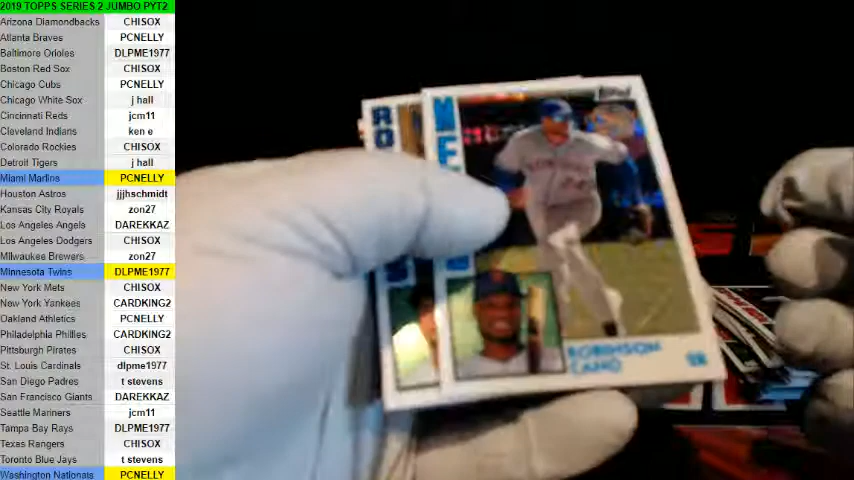 2019 TOPPS SERIES 2 JUMBO PYT2
Arizona Diamondbacks CHISOX
Atlanta Braves PCNELLY
Baltimore Orioles DLPME1977
Boston Red Sox CHISOX
Chicago Cubs PCNELLY
Chicago White Sox j hall
Cincinnati Reds jcm11
Cleveland Indians ken e
Colorado Rockies CHISOX
Detroit Tigers j hall
Miami Marlins PCNELLY
Houston Astros jjjhschmidt
Kansas City Royals zon27
Los Angeles Angels DAREKKAZ
Los Angeles Dodgers CHISOX
Milwaukee Brewers zon27
Minnesota Twins DLPME1977
New York Mets CHISOX
New York Yankees CARDKING2
Oakland Athletics PCNELLY
Philadelphia Phillies CARDKING2
Pittsburgh Pirates CHISOX
St. Louis Cardinals dlpme1977
San Diego Padres t stevens
San Francisco Giants DAREKKAZ
Seattle Mariners jcm11
Tampa Bay Rays DLPME1977
Texas Rangers CHISOX
Toronto Blue Jays t stevens
Washington Nationals PCNELLY
RO
ME
Topps
ROBINSON
CANO
2B